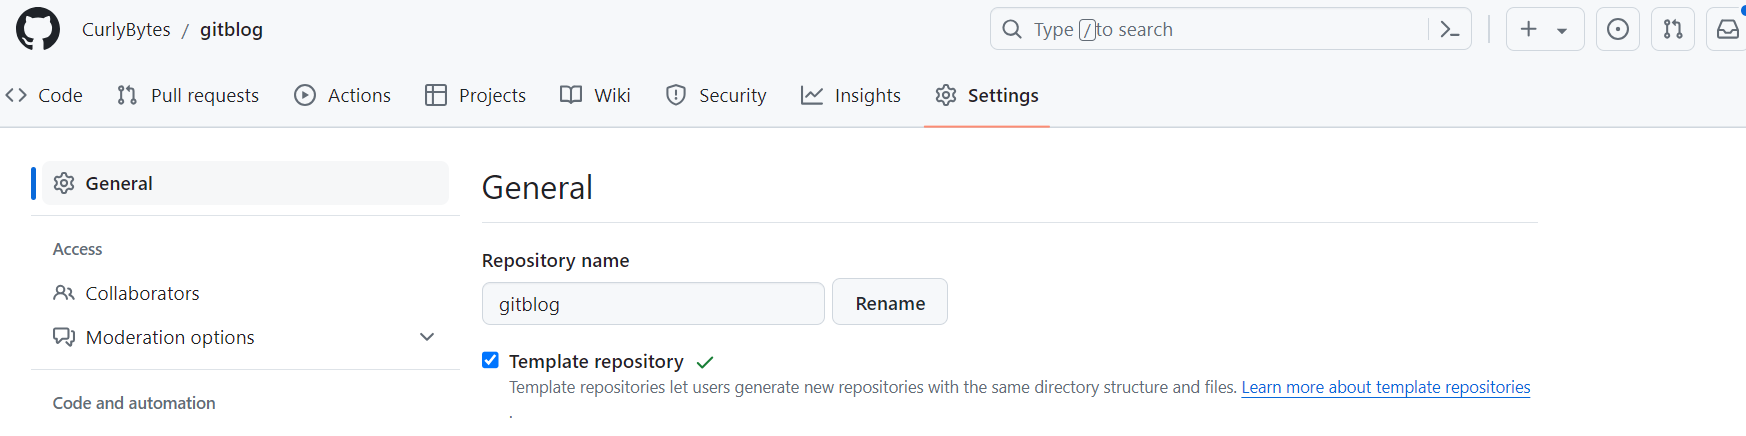 CurlyBytes / gitblog
Type / to search
Code Pull requests Actions Projects Wiki Security Insights Settings
General
Access
Collaborators
Moderation options
Code and automation
General
Repository name
gitblog Rename
Template repository
Template repositories let users generate new repositories with the same directory structure and files. Learn more about template repositories
.